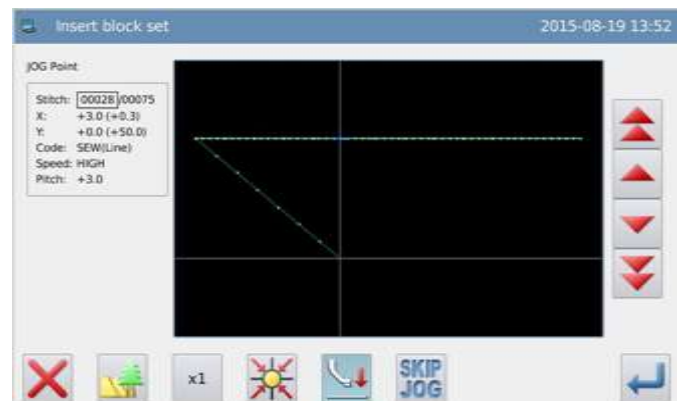 Insert block set 2015-08-19 13:52
JOG Point
Stitch: 00028/00075
X: +3.0 (+0.3)
Y: +0.0 (+50.0)
Code: SEW(Line)
Speed: HIGH
Pitch: +3.0
x1
SKIP
JOG